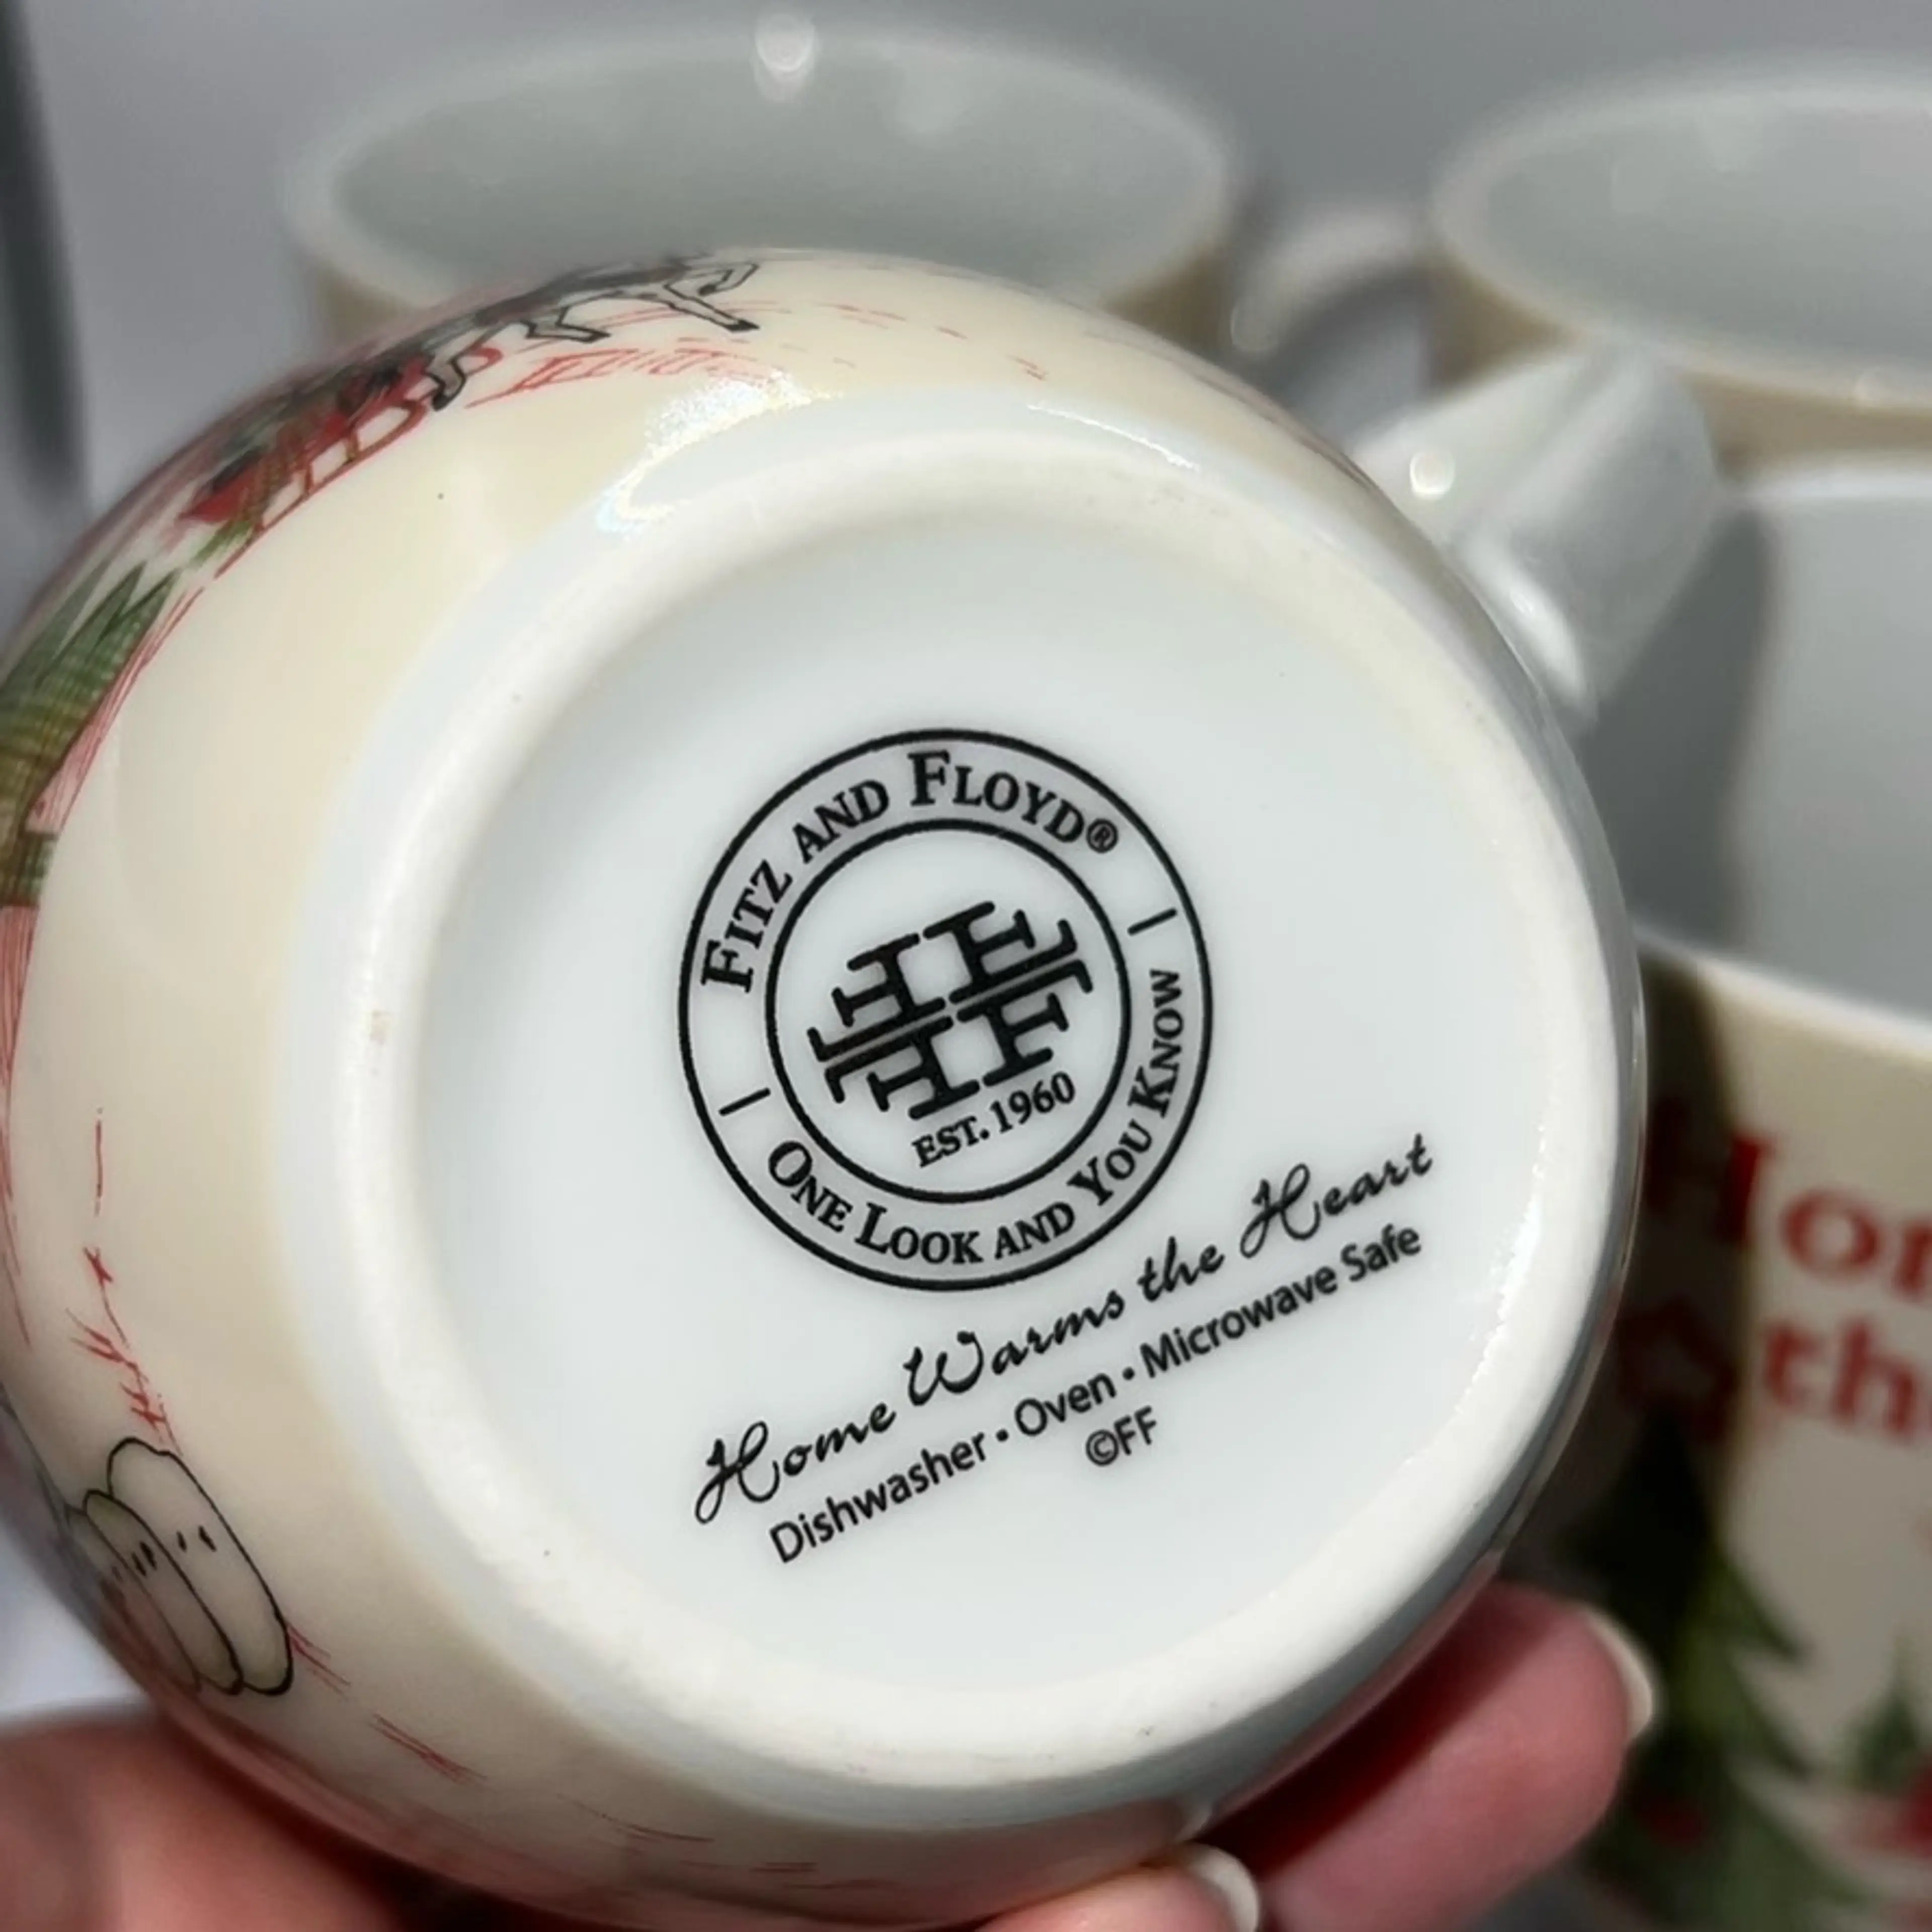 FITZ AND FLOYD®
EST. 1960
ONE LOOK AND YOU KNOW
Home Warms the Heart
Dishwasher • Oven • Microwave Safe
©FF